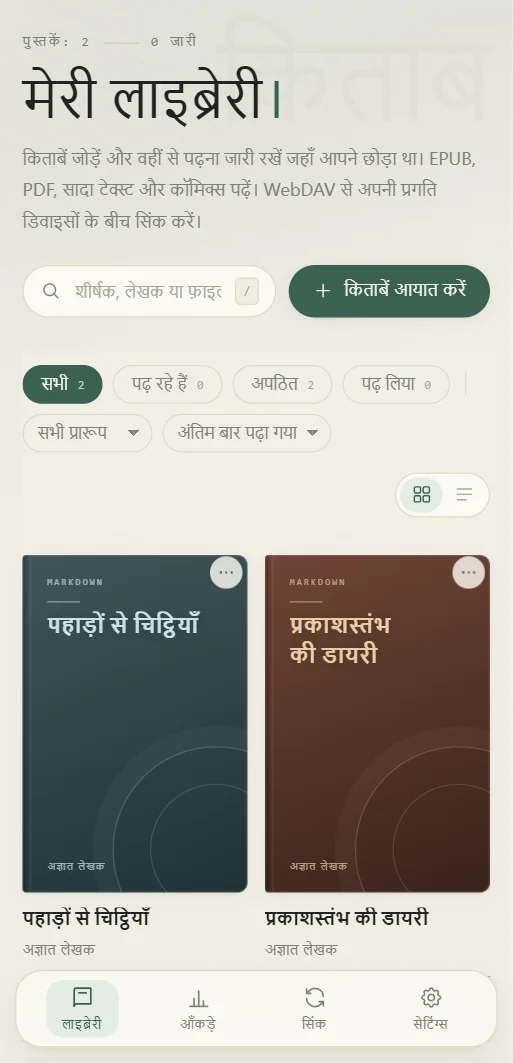 पुस्तकें: 2 0 जारी
किताब
मेरी लाइब्रेरी
किताबें जोड़ें और वहीं से पढ़ना जारी रखें जहाँ आपने छोड़ा था। EPUB,
PDF, सादा टेक्स्ट और कॉमिक्स पढ़ें। WebDAV से अपनी प्रगति
डिवाइसों के बीच सिंक करें।
शीर्षक, लेखक या फ़ाइल /
+ किताबें आयात करें
सभी 2 पढ़ रहे हैं 0 अपठित 2 पढ़ लिया 0
सभी प्रारूप अंतिम बार पढ़ा गया
MARKDOWN
पहाड़ों से चिट्ठियाँ
अज्ञात लेखक
MARKDOWN
प्रकाशस्तंभ
की डायरी
अज्ञात लेखक
पहाड़ों से चिट्ठियाँ
अज्ञात लेखक
प्रकाशस्तंभ की डायरी
अज्ञात लेखक
लाइब्रेरी आँकड़े सिंक सेटिंग्स